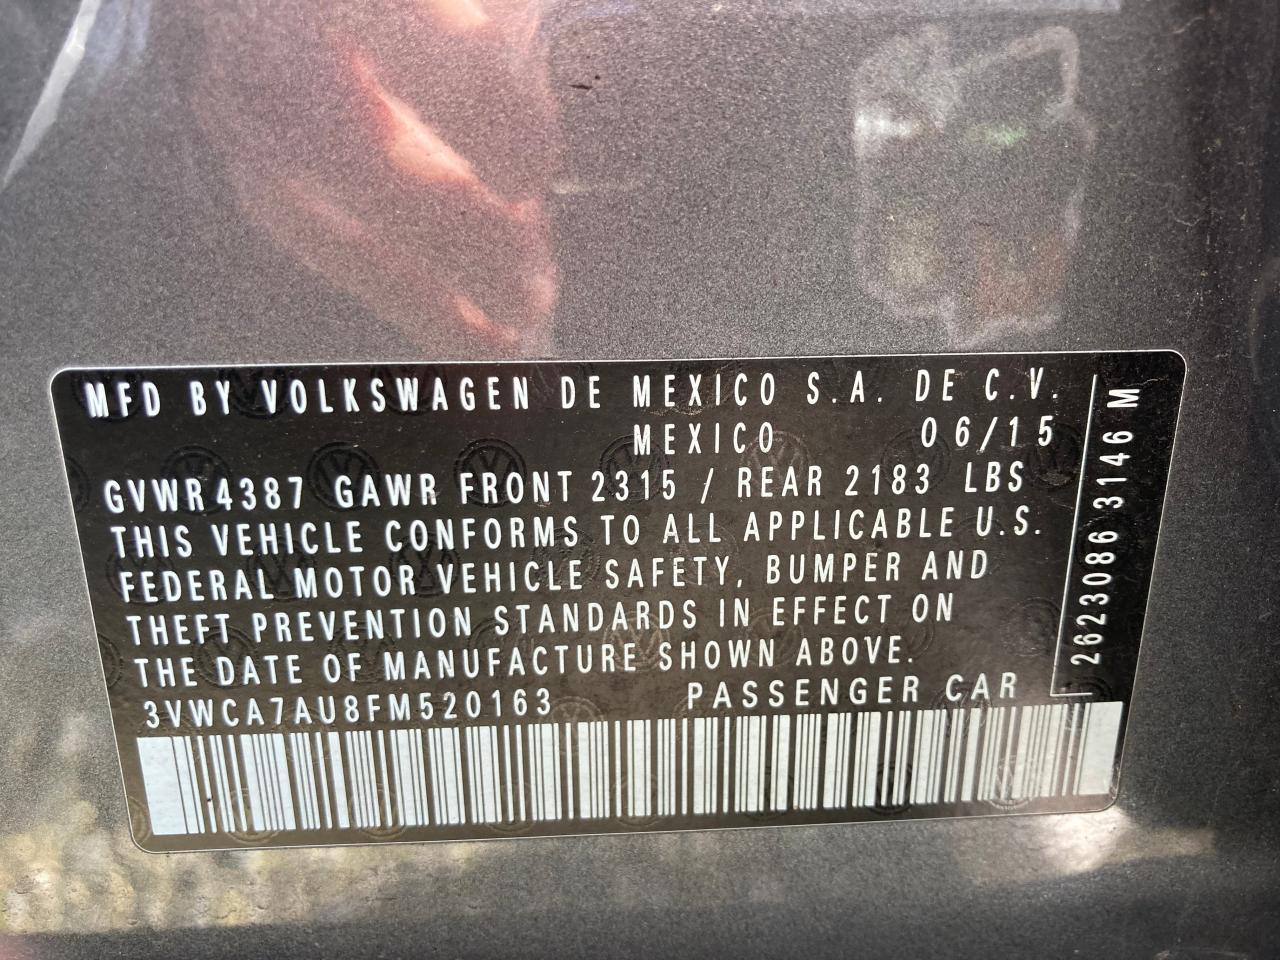 MFD BY VOLKSWAGEN DE MEXICO S.A. DE C.V.
MEXICO 06/15
GVWR 4387 GAWR FRONT 2315 / REAR 2183 LBS
THIS VEHICLE CONFORMS TO ALL APPLICABLE U.S.
FEDERAL MOTOR VEHICLE SAFETY, BUMPER AND
THEFT PREVENTION STANDARDS IN EFFECT ON
THE DATE OF MANUFACTURE SHOWN ABOVE.
3VWCA7AU8FM520163 PASSENGER CAR
2623086 3146 M